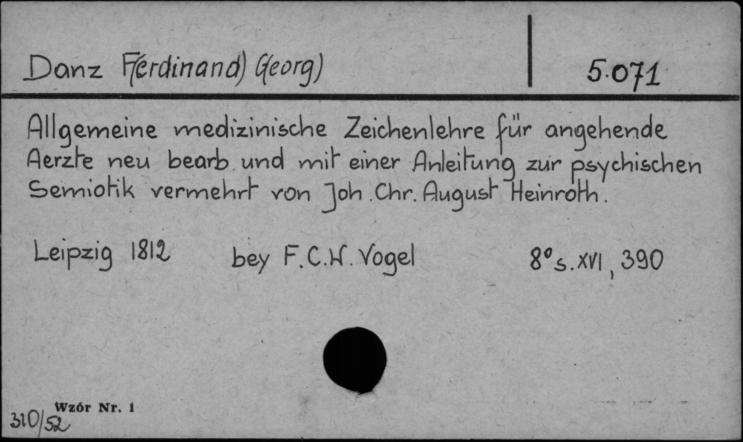 Danz F(erdinand) G(eorg)
5.071
Allgemeine medizinische Zeichenlehre für angehende
Aerzte neu bearb. und mit einer Anleitung zur psychischen
Semiotik vermehrt von Joh. Chr. August Heinroth.
Leipzig 1812 bey F.C.W. Vogel 8° s. XVI, 390
Wzór Nr. 1
310/52